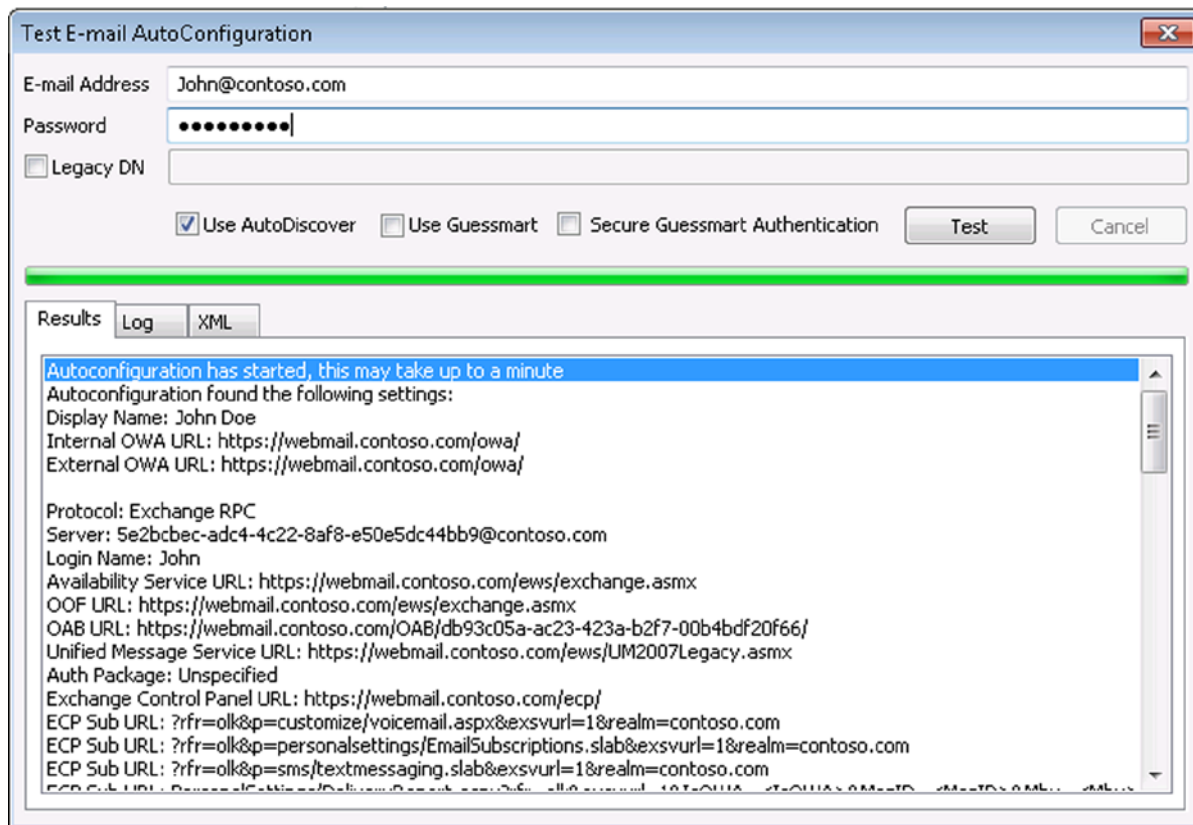 Test E-mail AutoConfiguration
E-mail Address John@contoso.com
Password •••••••••
Legacy DN
Use AutoDiscover Use Guessmart Secure Guessmart Authentication Test Cancel
Results Log XML
Autoconfiguration has started, this may take up to a minute
Autoconfiguration found the following settings:
Display Name: John Doe
Internal OWA URL: https://webmail.contoso.com/owa/
External OWA URL: https://webmail.contoso.com/owa/
Protocol: Exchange RPC
Server: 5e2bcbec-adc4-4c22-8af8-e50e5dc44bb9@contoso.com
Login Name: John
Availability Service URL: https://webmail.contoso.com/ews/exchange.asmx
OOF URL: https://webmail.contoso.com/ews/exchange.asmx
OAB URL: https://webmail.contoso.com/OAB/db93c05a-ac23-423a-b2f7-00b4bdf20f66/
Unified Message Service URL: https://webmail.contoso.com/ews/UM2007Legacy.asmx
Auth Package: Unspecified
Exchange Control Panel URL: https://webmail.contoso.com/ecp/
ECP Sub URL: ?rfr=olk&p=customize/voicemail.aspx&exsvurl=1&realm=contoso.com
ECP Sub URL: ?rfr=olk&p=personalsettings/EmailSubscriptions.slab&exsvurl=1&realm=contoso.com
ECP Sub URL: ?rfr=olk&p=sms/textmessaging.slab&exsvurl=1&realm=contoso.com